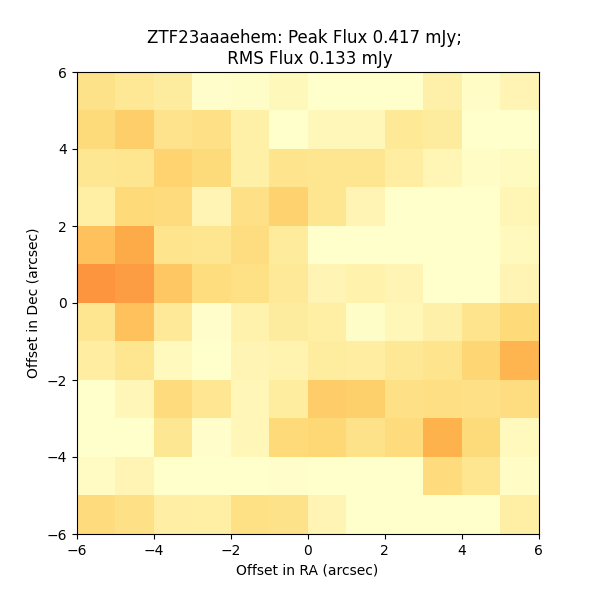 ZTF23aaaehem: Peak Flux 0.417 mJy;
RMS Flux 0.133 mJy
6
4
2
0
−2
−4
−6
Offset in Dec (arcsec)
−6 −4 −2 0 2 4 6
Offset in RA (arcsec)